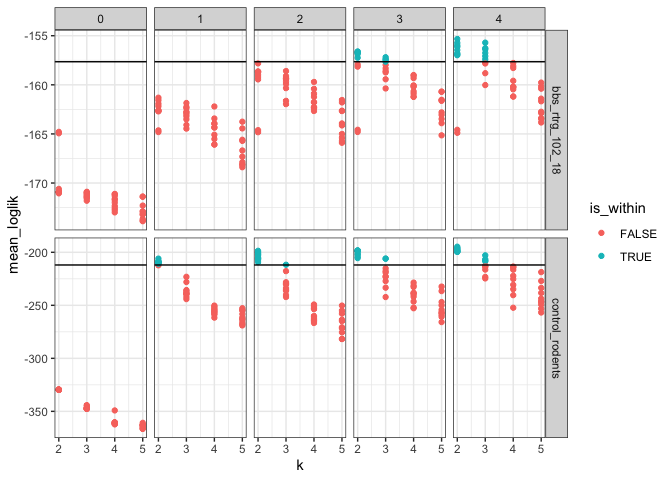 0 1 2 3 4
-155
-160
-165
-170
bbs_rtrg_102_18
-200
-250
-300
-350
control_rodents
mean_loglik
2 3 4 5 2 3 4 5 2 3 4 5 2 3 4 5 2 3 4 5
k
is_within
FALSE
TRUE